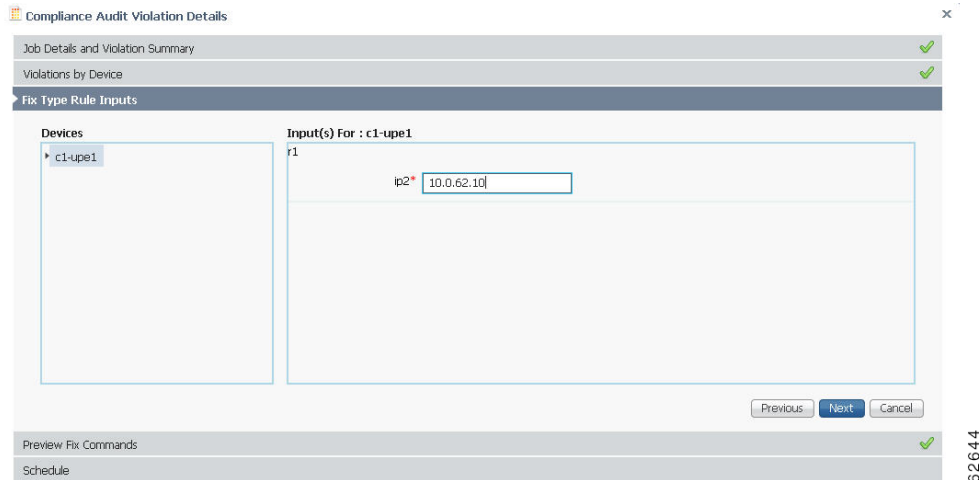 Compliance Audit Violation Details
Job Details and Violation Summary
Violations by Device
Fix Type Rule Inputs
Devices
Input(s) For : c1-upe1
c1-upe1
r1
ip2* 10.0.62.10
Previous Next Cancel
Preview Fix Commands
Schedule
62644